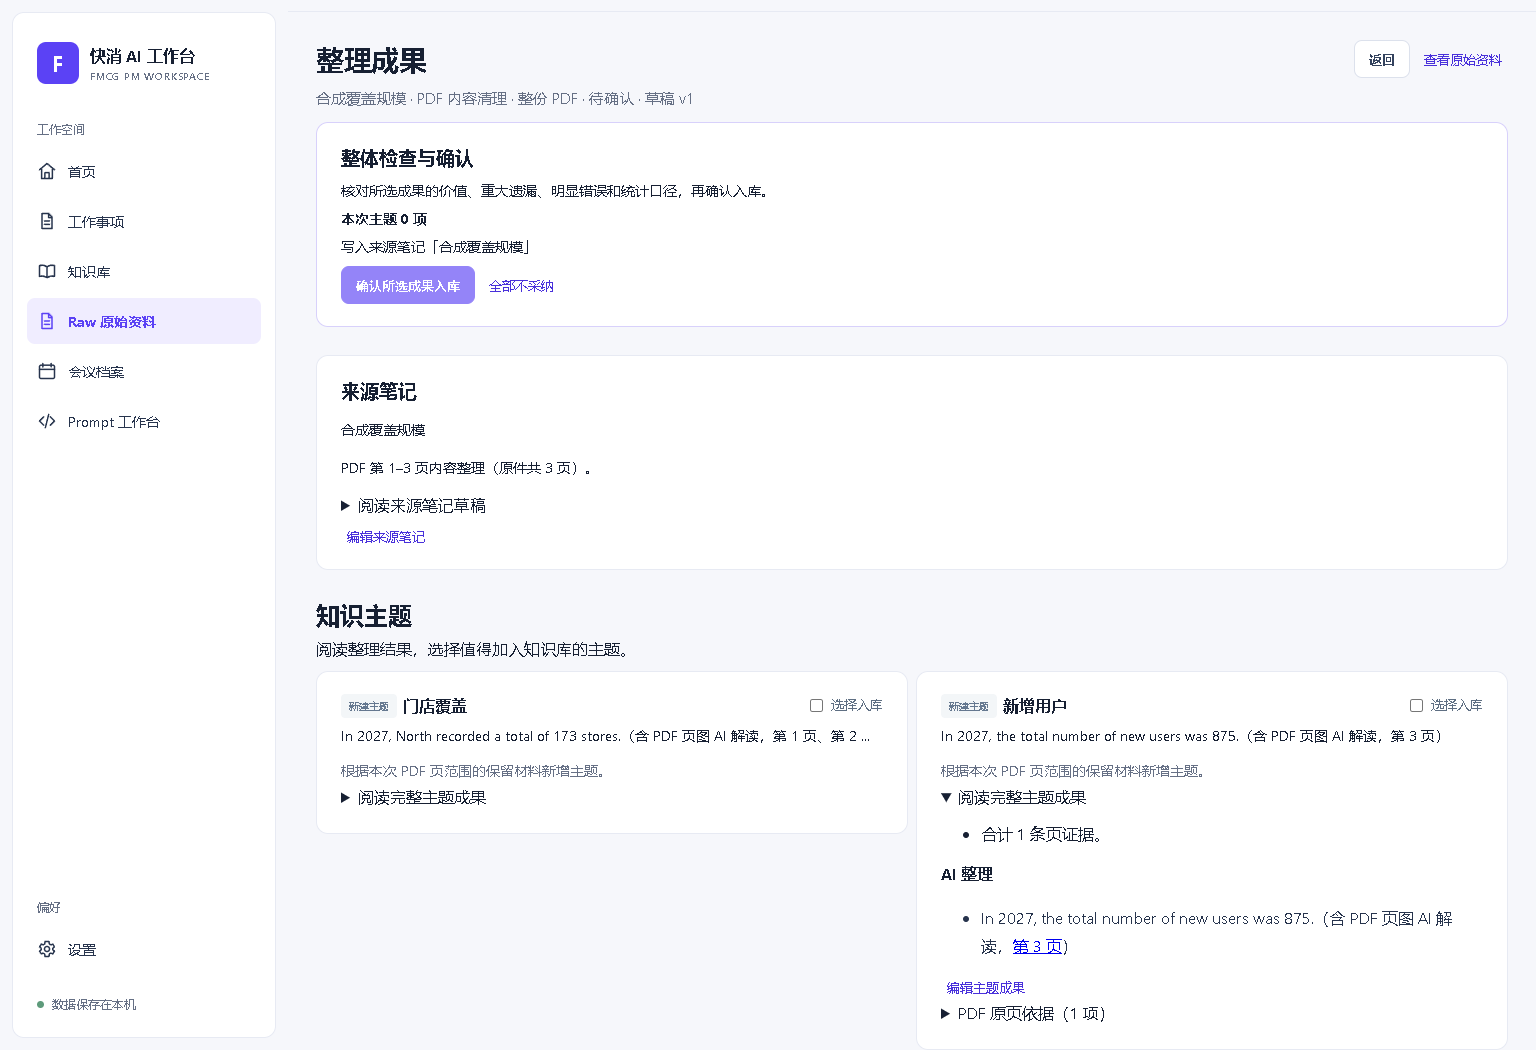 F
快消 AI 工作台
FMCG PM WORKSPACE
工作空间
首页
工作事项
知识库
Raw 原始资料
会议档案
Prompt 工作台
偏好
设置
数据保存在本机
整理成果
返回
查看原始资料
合成覆盖规模 · PDF 内容清理 · 整份 PDF · 待确认 · 草稿 v1
整体检查与确认
核对所选成果的价值、重大遗漏、明显错误和统计口径，再确认入库。
本次主题 0 项
写入来源笔记「合成覆盖规模」
确认所选成果入库
全部不采纳
来源笔记
合成覆盖规模
PDF 第 1–3 页内容整理（原件共 3 页）。
阅读来源笔记草稿
编辑来源笔记
知识主题
阅读整理结果，选择值得加入知识库的主题。
新建主题 门店覆盖
选择入库
In 2027, North recorded a total of 173 stores.（含 PDF 页图 AI 解读，第 1 页、第 2 ...
根据本次 PDF 页范围的保留材料新增主题。
阅读完整主题成果
新建主题 新增用户
选择入库
In 2027, the total number of new users was 875.（含 PDF 页图 AI 解读，第 3 页）
根据本次 PDF 页范围的保留材料新增主题。
阅读完整主题成果
合计 1 条页证据。
AI 整理
In 2027, the total number of new users was 875.（含 PDF 页图 AI 解
读，第 3 页）
编辑主题成果
PDF 原页依据（1 项）